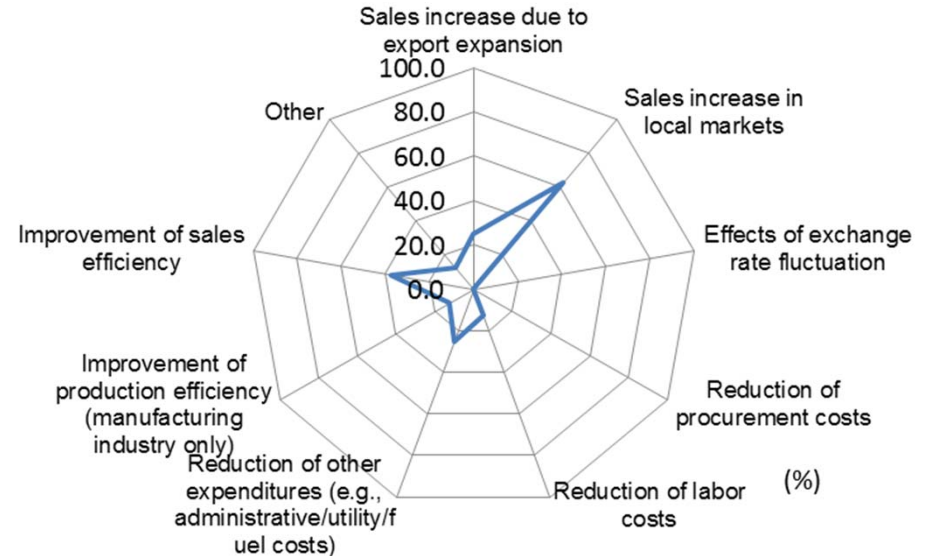 Sales increase due to
export expansion
100.0
80.0
60.0
40.0
20.0
0.0
Sales increase in
local markets
Effects of exchange
rate fluctuation
Reduction of
procurement costs
(%)
Reduction of labor
costs
Reduction of other
expenditures (e.g.,
administrative/utility/f
uel costs)
Improvement of
production efficiency
(manufacturing
industry only)
Improvement of sales
efficiency
Other